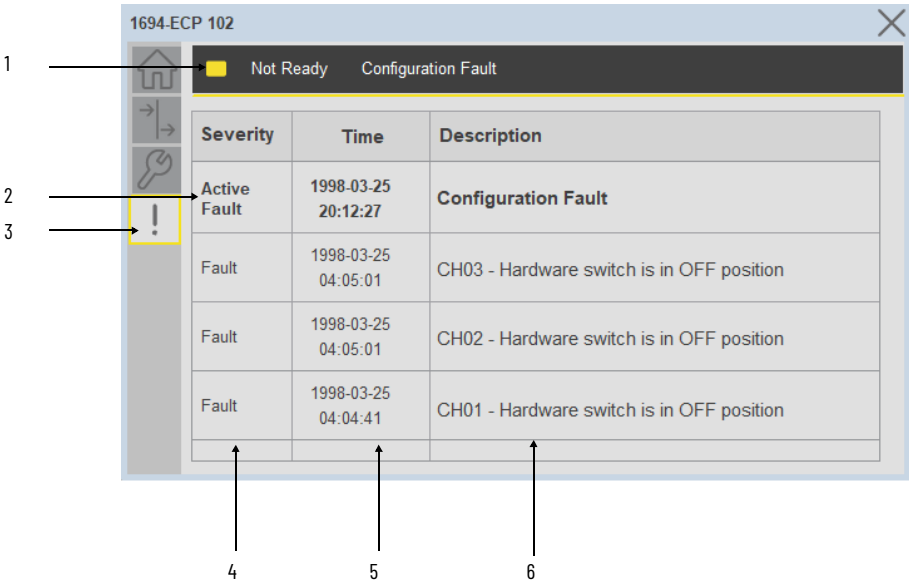 1694-ECP 102
1
Not Ready Configuration Fault
Severity Time Description
2
Active
Fault
1998-03-25
20:12:27
Configuration Fault
3
Fault
1998-03-25
04:05:01
CH03 - Hardware switch is in OFF position
Fault
1998-03-25
04:05:01
CH02 - Hardware switch is in OFF position
Fault
1998-03-25
04:04:41
CH01 - Hardware switch is in OFF position
4 5 6